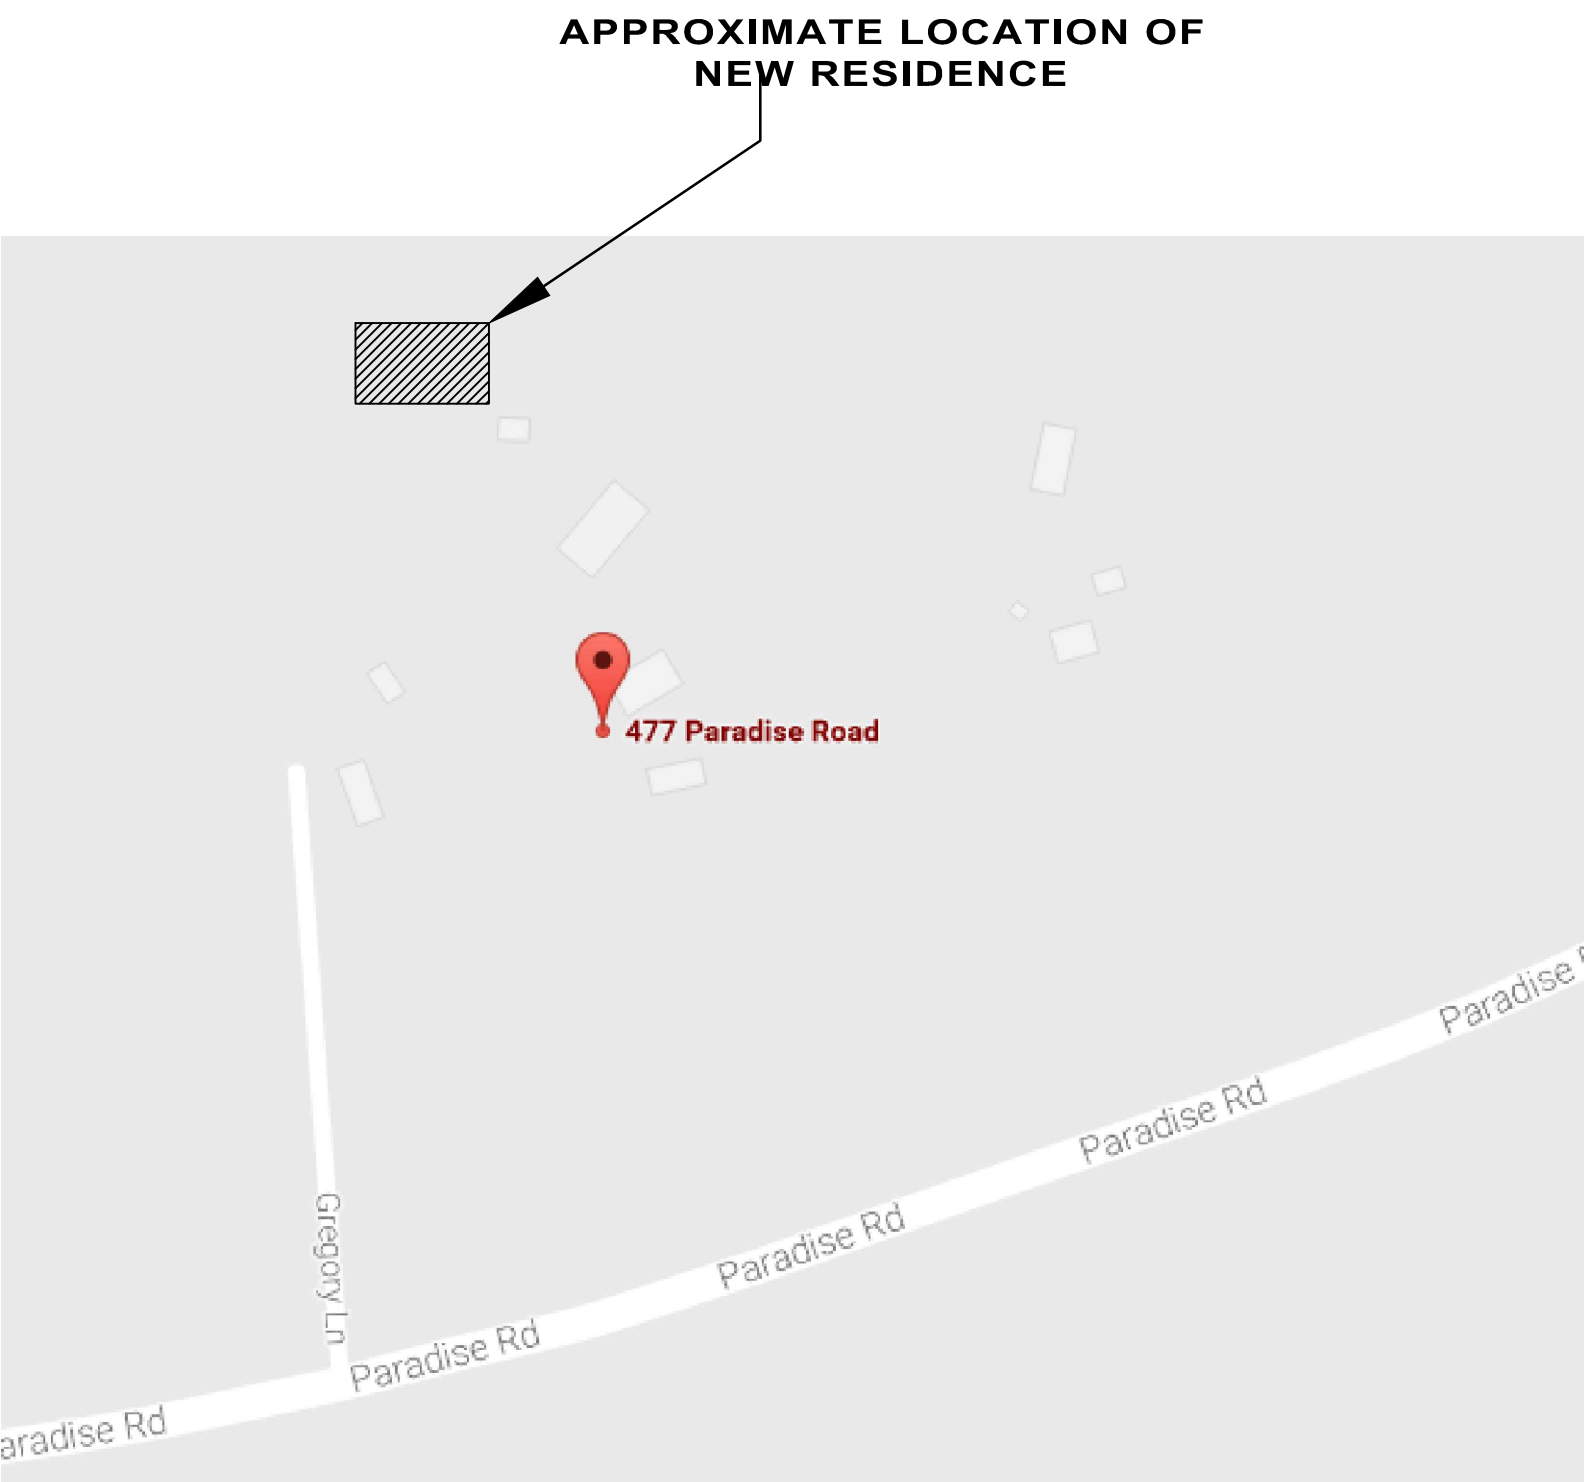 APPROXIMATE LOCATION OF
NEW RESIDENCE
477 Paradise Road
Paradise R
Paradise Rd
Paradise Rd
Gregory Ln
Paradise Rd
aradise Rd